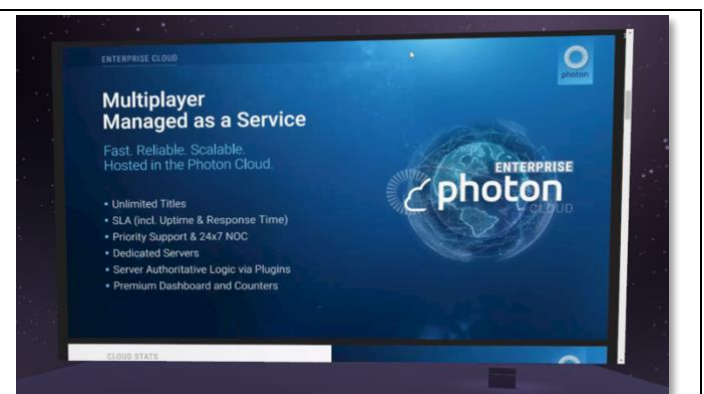 ENTERPRISE CLOUD
photon
Multiplayer
Managed as a Service
Fast. Reliable. Scalable.
Hosted in the Photon Cloud.
• Unlimited Titles
• SLA (incl. Uptime & Response Time)
• Priority Support & 24x7 NOC
• Dedicated Servers
• Server Authoritative Logic via Plugins
• Premium Dashboard and Counters
ENTERPRISE
photon
CLOUD
CLOUD STATS